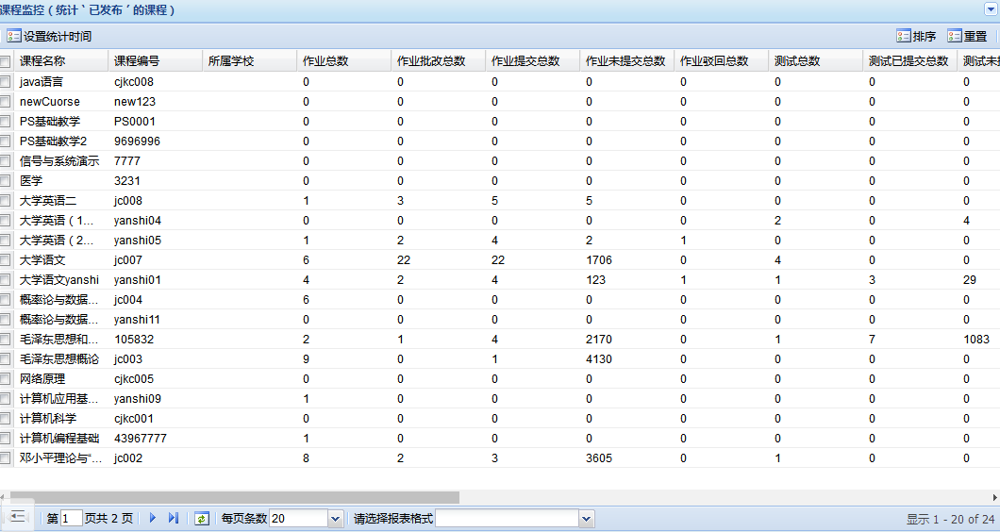 课程监控（统计‵已发布′的课程）
设置统计时间 排序 重置
课程名称 课程编号 所属学校 作业总数 作业批改总数 作业提交总数 作业未提交总数 作业驳回总数 测试总数 测试已提交总数 测试未
java语言 cjkc008 0 0 0 0 0 0 0 0
newCuorse new123 0 0 0 0 0 0 0 0
PS基础教学 PS0001 0 0 0 0 0 0 0 0
PS基础教学2 9696996 0 0 0 0 0 0 0 0
信号与系统演示 7777 0 0 0 0 0 0 0 0
医学 3231 0 0 0 0 0 0 0 0
大学英语二 jc008 1 3 5 5 0 0 0 0
大学英语（1... yanshi04 0 0 0 0 0 2 0 4
大学英语（2... yanshi05 1 2 4 2 1 0 0 0
大学语文 jc007 6 22 22 1706 0 4 0 0
大学语文yanshi yanshi01 4 2 4 123 1 1 3 29
概率论与数据... jc004 6 0 0 0 0 0 0 0
概率论与数据... yanshi11 0 0 0 0 0 0 0 0
毛泽东思想和... 105832 2 1 4 2170 0 1 7 1083
毛泽东思想概论 jc003 9 0 1 4130 0 0 0 0
网络原理 cjkc005 0 0 0 0 0 0 0 0
计算机应用基... yanshi09 1 0 0 0 0 0 0 0
计算机科学 cjkc001 0 0 0 0 0 0 0 0
计算机编程基础 43967777 1 0 0 0 0 0 0 0
邓小平理论与“... jc002 8 2 3 3605 0 1 0 0
第 1 页共 2 页 每页条数 20 请选择报表格式 显示 1 - 20 of 24